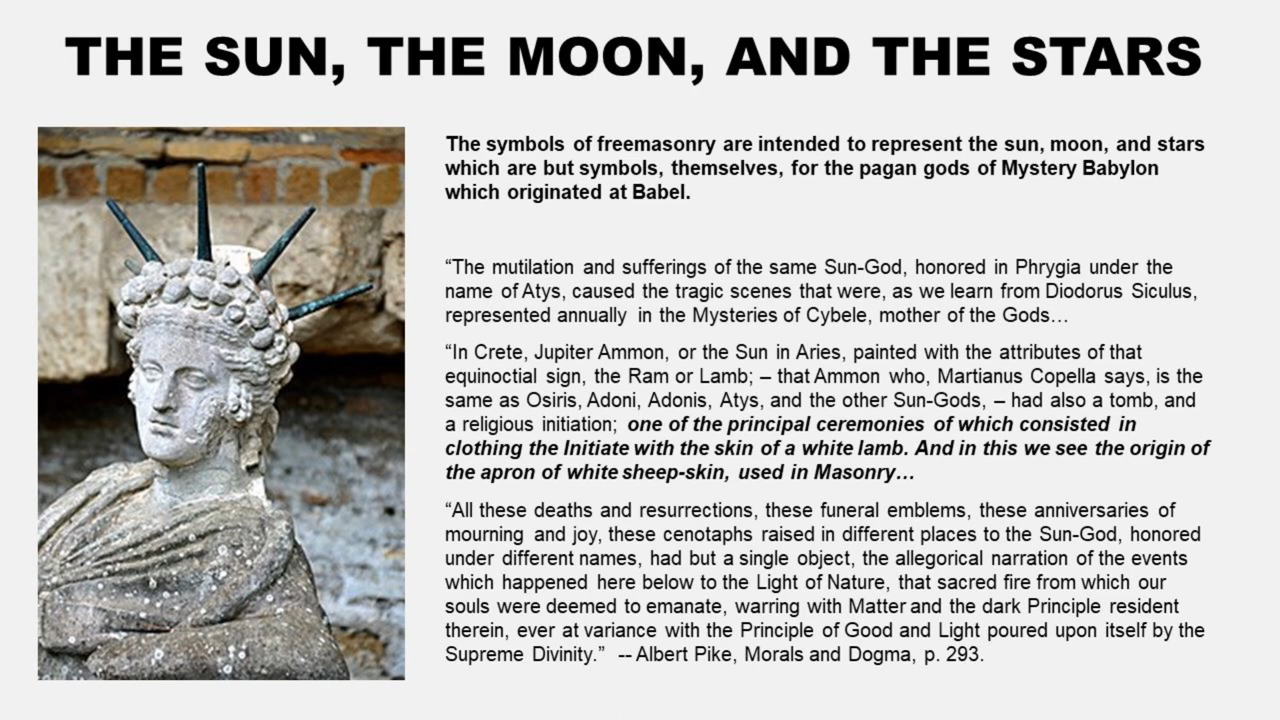 THE SUN, THE MOON, AND THE STARS
The symbols of freemasonry are intended to represent the sun, moon, and stars
which are but symbols, themselves, for the pagan gods of Mystery Babylon
which originated at Babel.
“The mutilation and sufferings of the same Sun-God, honored in Phrygia under the
name of Atys, caused the tragic scenes that were, as we learn from Diodorus Siculus,
represented annually in the Mysteries of Cybele, mother of the Gods…
“In Crete, Jupiter Ammon, or the Sun in Aries, painted with the attributes of that
equinoctial sign, the Ram or Lamb; – that Ammon who, Martianus Copella says, is the
same as Osiris, Adoni, Adonis, Atys, and the other Sun-Gods, – had also a tomb, and
a religious initiation; one of the principal ceremonies of which consisted in
clothing the Initiate with the skin of a white lamb. And in this we see the origin of
the apron of white sheep-skin, used in Masonry…
“All these deaths and resurrections, these funeral emblems, these anniversaries of
mourning and joy, these cenotaphs raised in different places to the Sun-God, honored
under different names, had but a single object, the allegorical narration of the events
which happened here below to the Light of Nature, that sacred fire from which our
souls were deemed to emanate, warring with Matter and the dark Principle resident
therein, ever at variance with the Principle of Good and Light poured upon itself by the
Supreme Divinity.” -- Albert Pike, Morals and Dogma, p. 293.